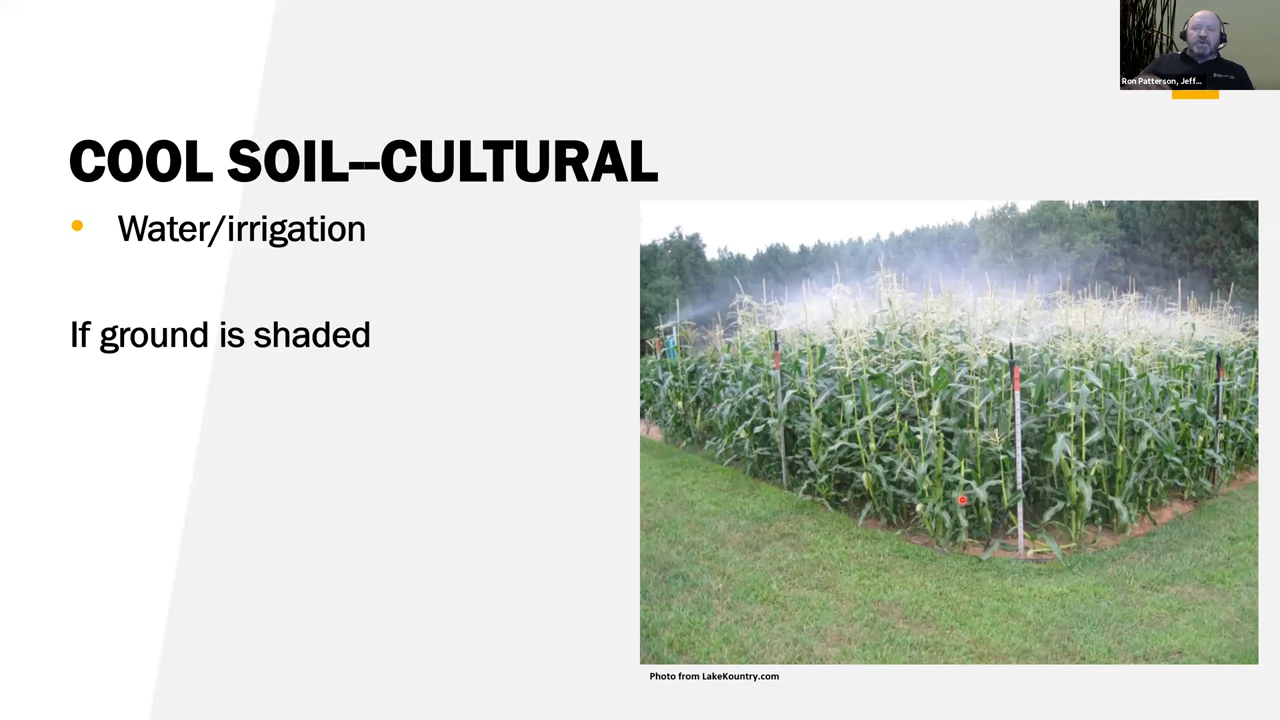 Ron Patterson, Jeff...
COOL SOIL--CULTURAL
• Water/irrigation
If ground is shaded
Photo from LakeKountry.com